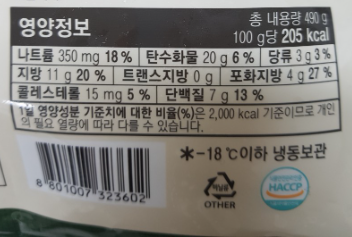 영양정보
총 내용량 490 g
100 g당 205 kcal
나트륨 350 mg 18% 탄수화물 20 g 6% 당류 3 g 3%
지방 11 g 20% 트랜스지방 0 g 포화지방 4 g 27%
콜레스테롤 15 mg 5% 단백질 7 g 13%
1일 영양성분 기준치에 대한 비율(%)은 2,000 kcal 기준이므로 개인
의 필요 열량에 따라 다를 수 있습니다.
*-18 ℃이하 냉동보관
8 801007 323602
비닐류
OTHER
HACCP